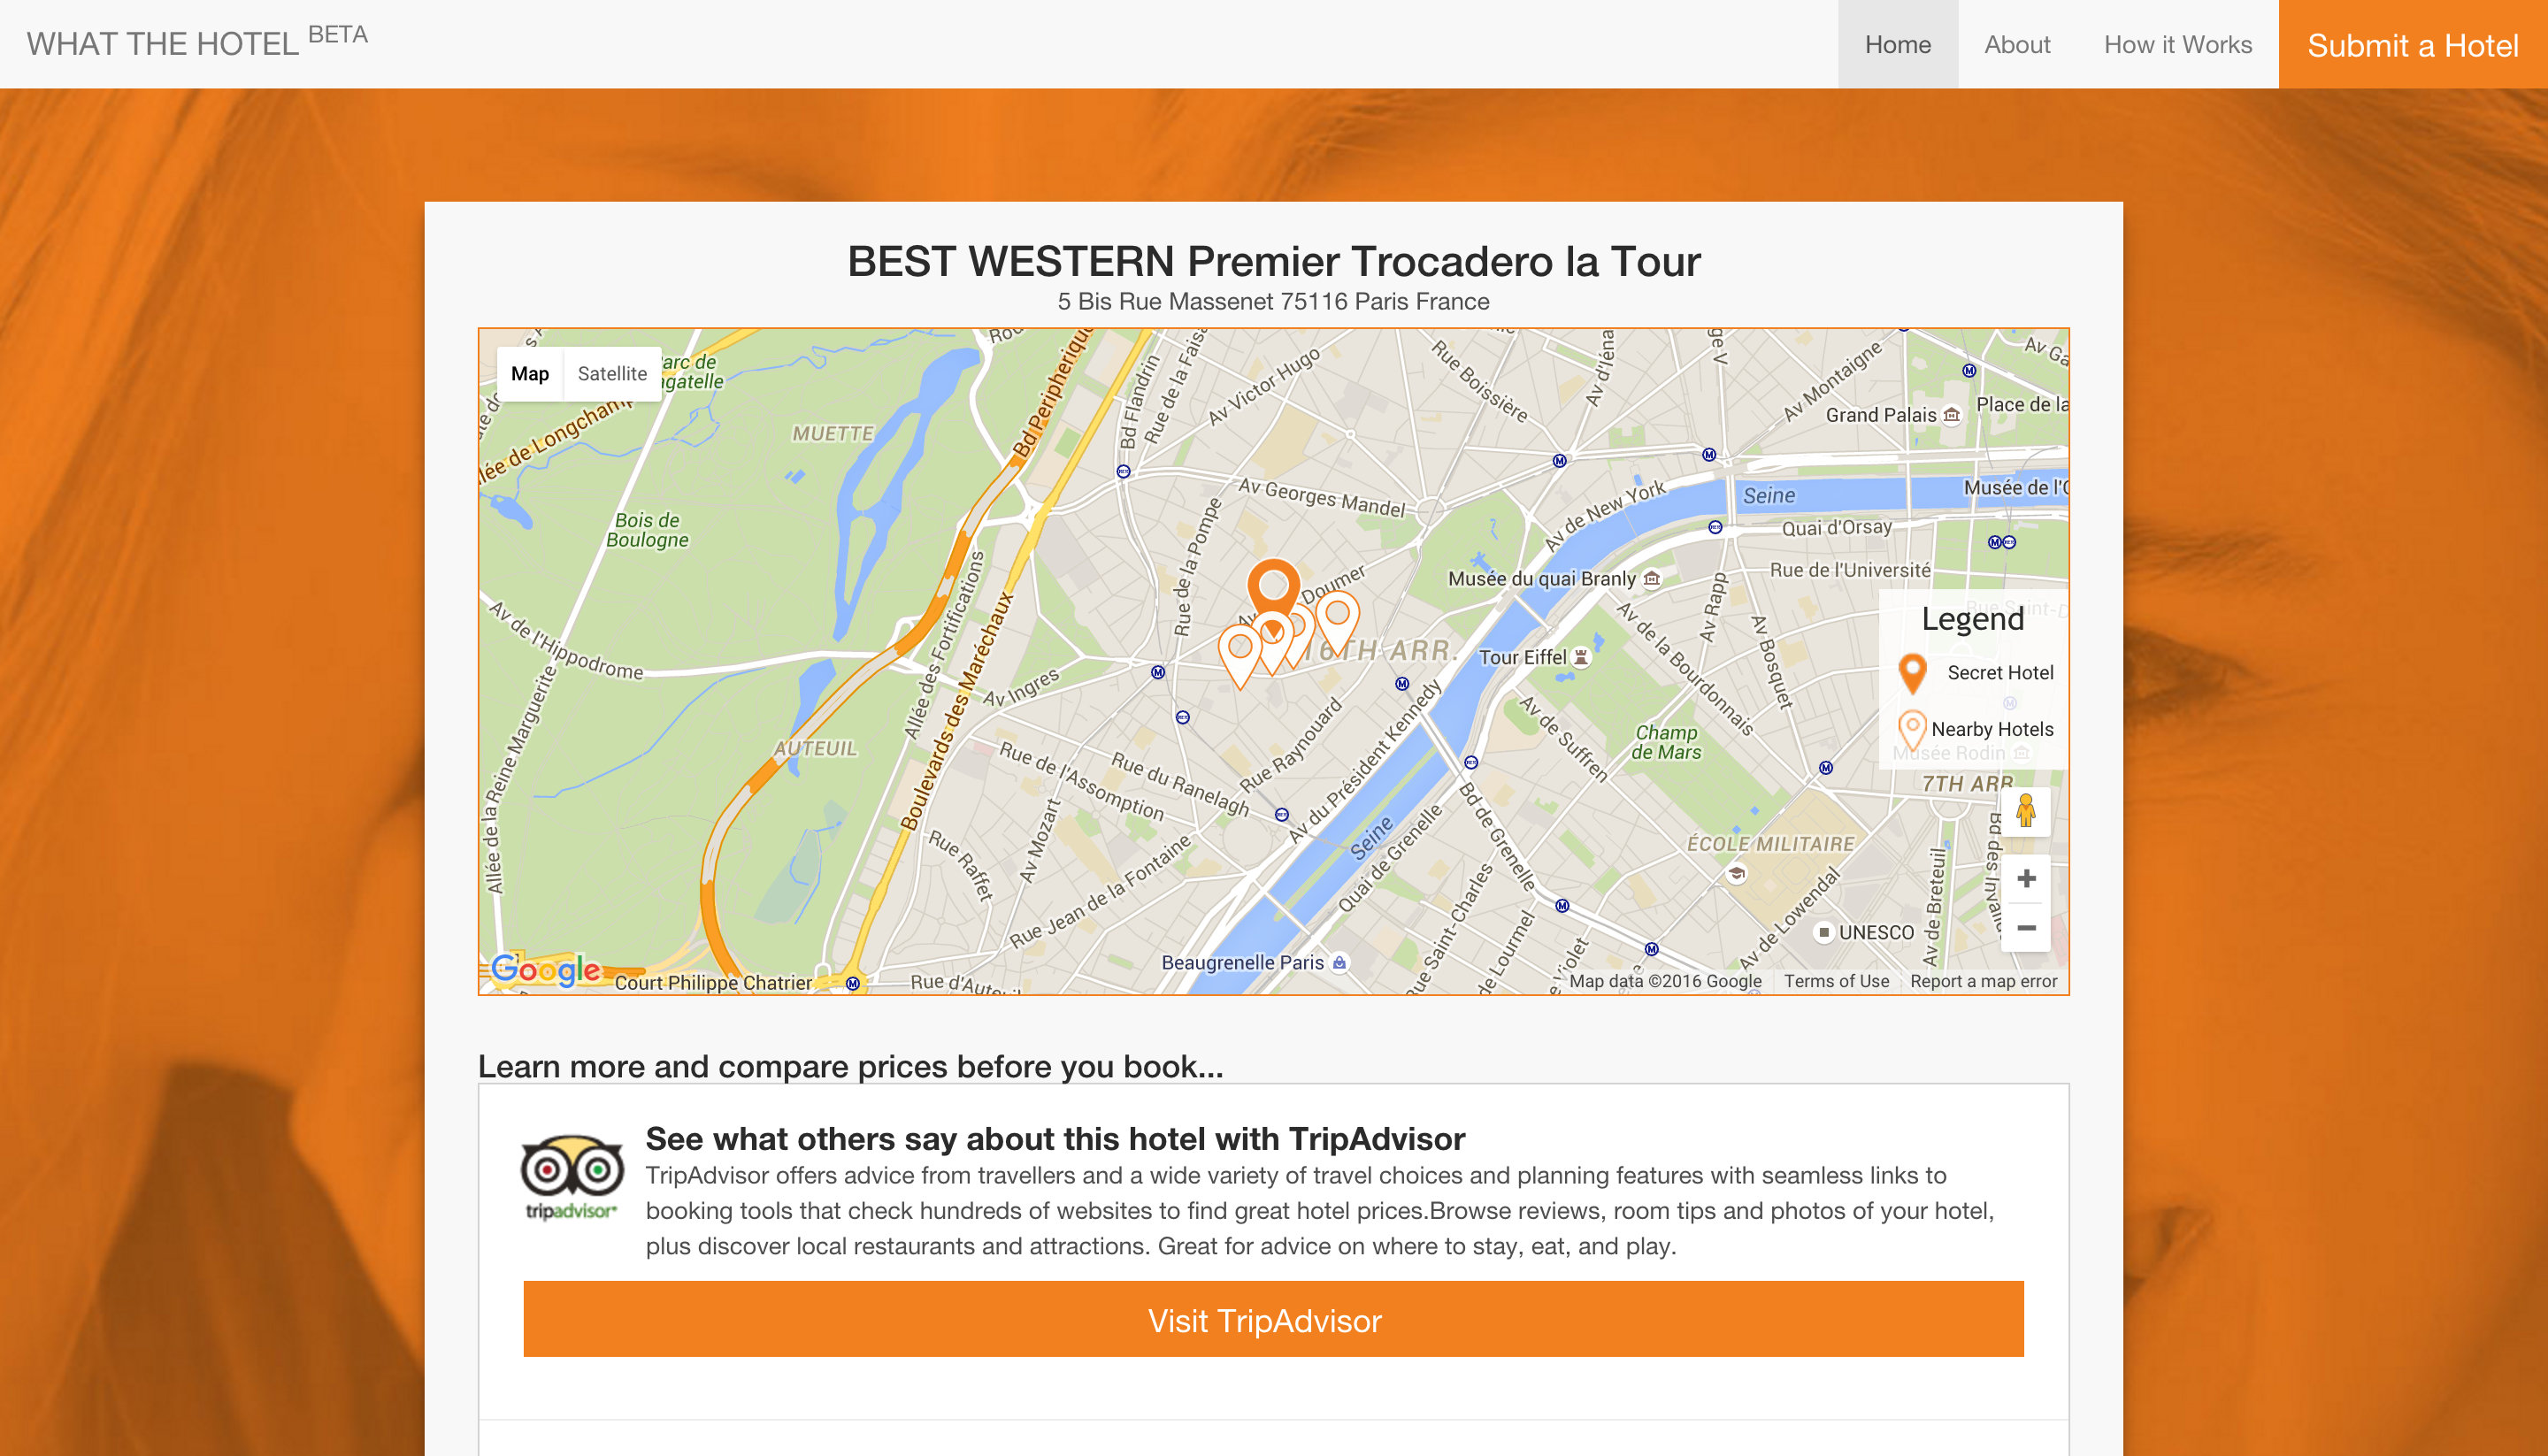 WHAT THE HOTEL BETA
Home
About
How it Works
Submit a Hotel
BEST WESTERN Premier Trocadero la Tour
5 Bis Rue Massenet 75116 Paris France
Map
Satellite
MUETTE
Bois de
Boulogne
Bd Flandrin
Av Victor Hugo
Rue Boissière
Av d'Iéna
Av Montaigne
Grand Palais
Place de la
Av Georges Mandel
Av de New York
Seine
Musée de l'O
Quai d'Orsay
Rue de la Pompe
Doumer
Musée du quai Branly
Rue de l'Université
Av Rapp
Av Bosquet
Av de la Bourdonnais
16TH ARR.
Tour Eiffel
Legend
Secret Hotel
Nearby Hotels
Musée Rodin
7TH ARR
Av de l'Hippodrome
Allée des Fortifications
Boulevards des Maréchaux
Av Ingres
AUTEUIL
Allée de la Reine Marguerite
Rue de l'Assomption
Rue du Ranelagh
Rue Raynouard
Av du Président Kennedy
Av de Suffren
Champ
de Mars
Rue Raffet
Av Mozart
Rue Jean de la Fontaine
Seine
Quai de Grenelle
Bd de Grenelle
ÉCOLE MILITAIRE
Av de Lowendal
Av de Breteuil
UNESCO
Beaugrenelle Paris
Rue Saint-Charles
de Lourmel
Violet
Google
Court Philippe Chatrier
Map data ©2016 Google
Terms of Use
Report a map error
Learn more and compare prices before you book...
tripadvisor
See what others say about this hotel with TripAdvisor
TripAdvisor offers advice from travellers and a wide variety of travel choices and planning features with seamless links to
booking tools that check hundreds of websites to find great hotel prices.Browse reviews, room tips and photos of your hotel,
plus discover local restaurants and attractions. Great for advice on where to stay, eat, and play.
Visit TripAdvisor